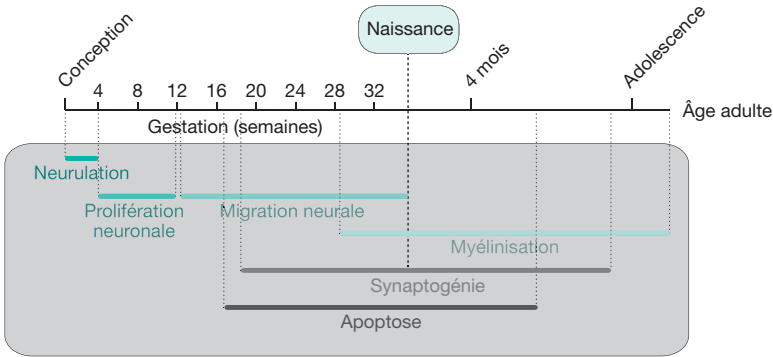 Naissance
Conception
4 mois
Adolescence
4 8 12 16 20 24 28 32
Âge adulte
Gestation (semaines)
Neurulation
Prolifération
neuronale
Migration neurale
Myélinisation
Synaptogénie
Apoptose